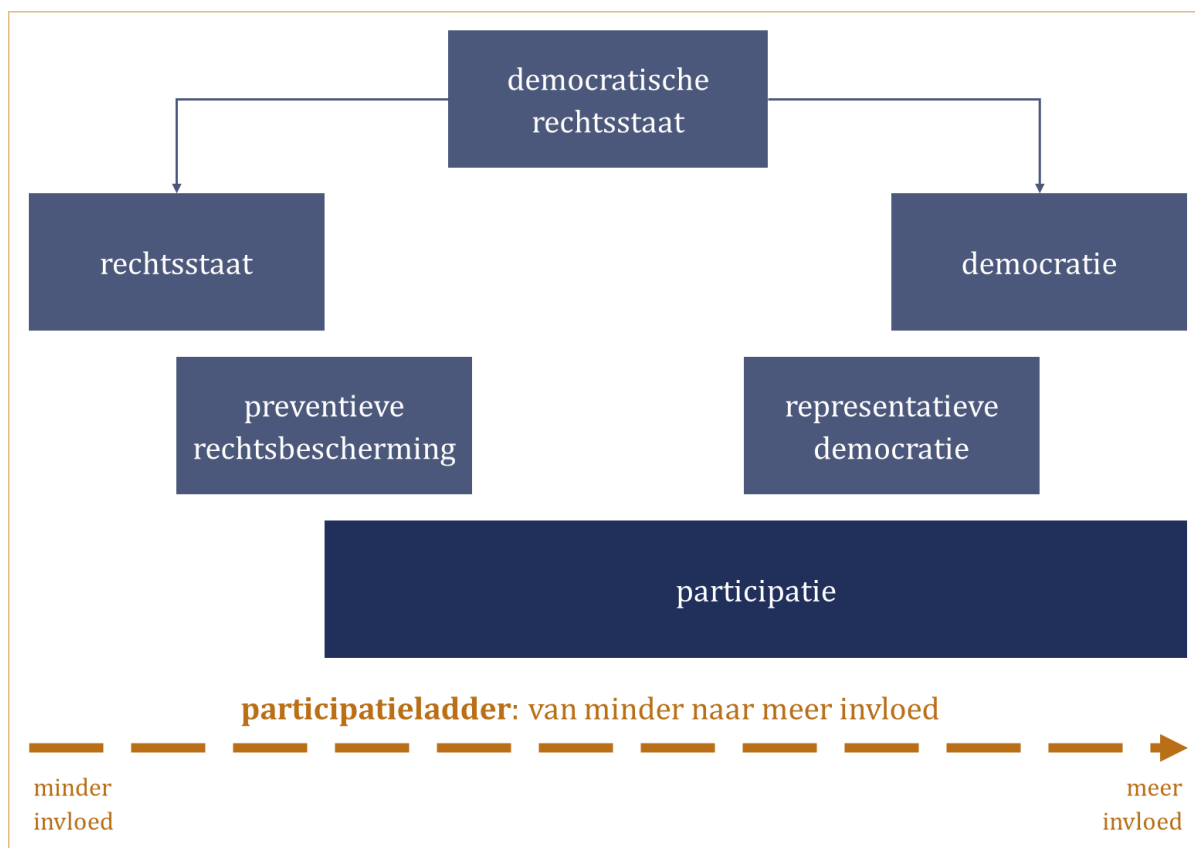 democratische
rechtsstaat
rechtsstaat
democratie
preventieve
rechtsbescherming
representatieve
democratie
participatie
participatieladder: van minder naar meer invloed
minder
invloed
meer
invloed